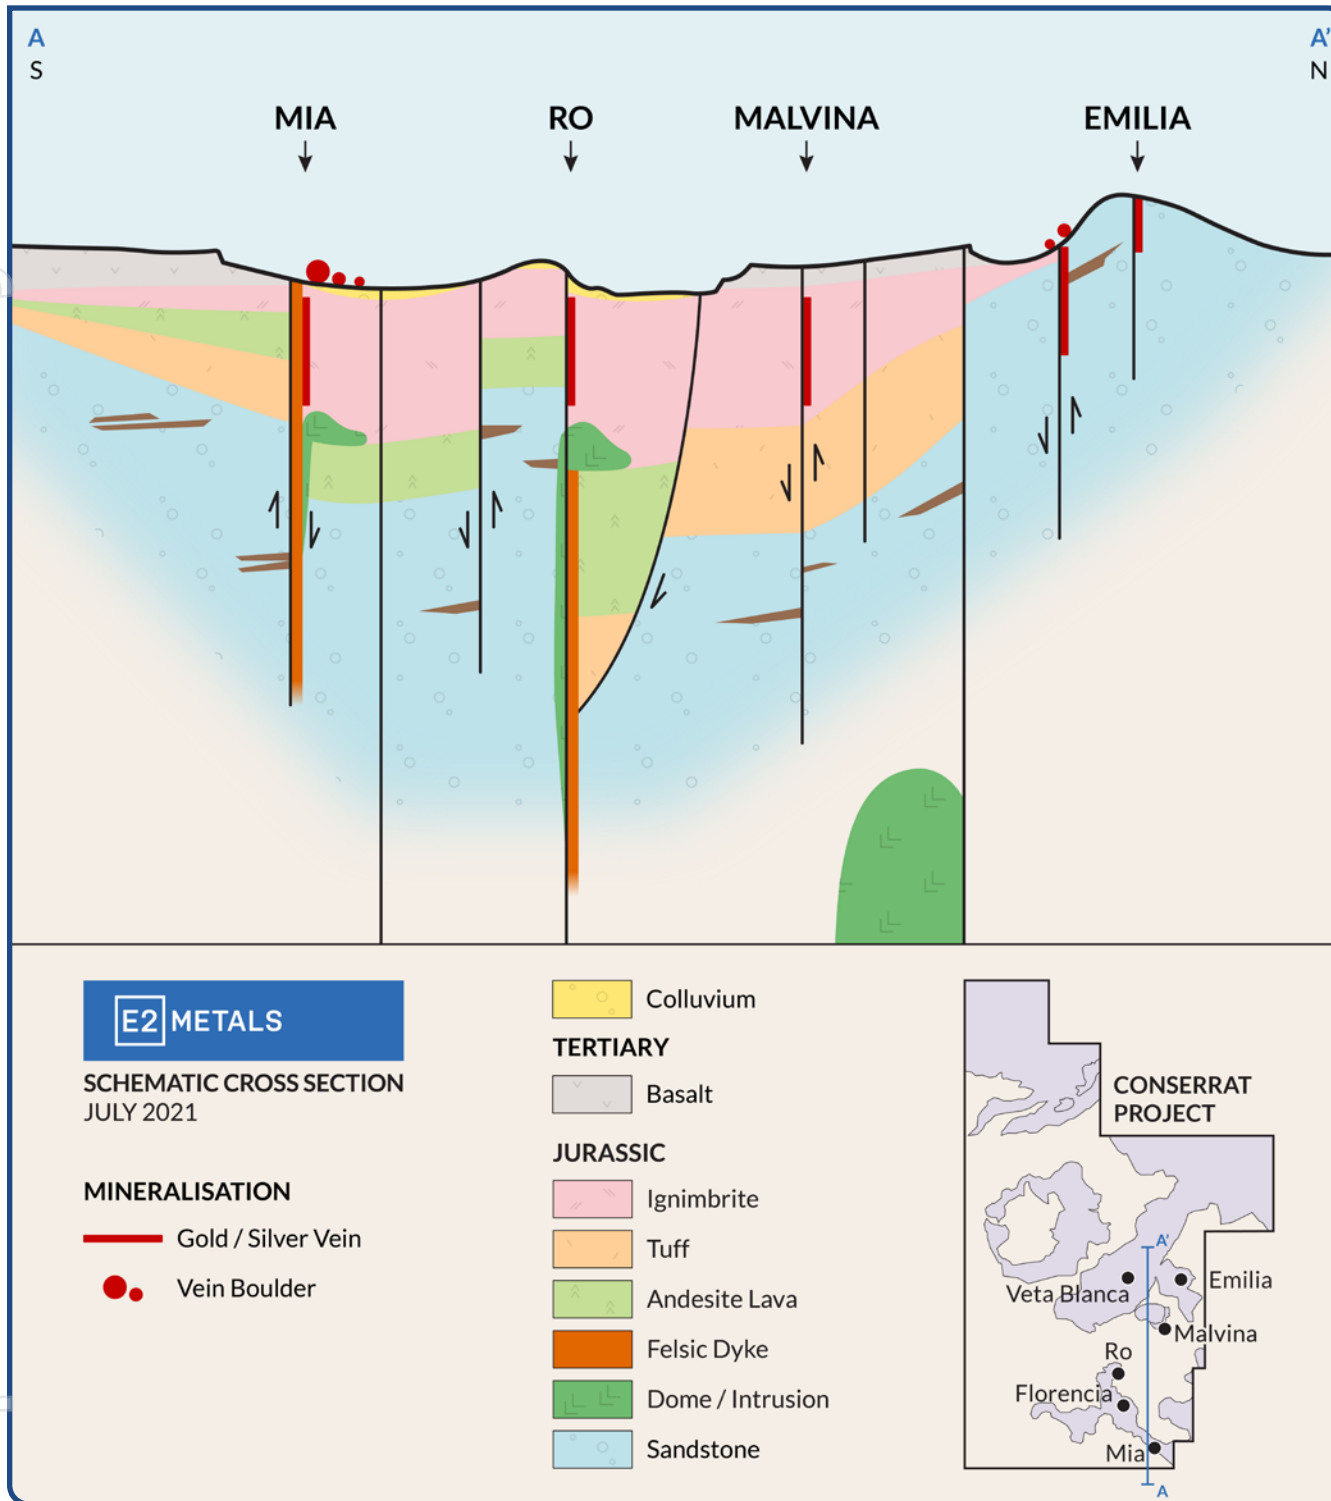 A
A'
S
N
MIA
RO
MALVINA
EMILIA
E2 METALS
SCHEMATIC CROSS SECTION
JULY 2021
MINERALISATION
Gold / Silver Vein
Vein Boulder
Colluvium
TERTIARY
Basalt
JURASSIC
Ignimbrite
Tuff
Andesite Lava
Felsic Dyke
Dome / Intrusion
Sandstone
CONSERRAT
PROJECT
A'
Veta Blanca
Emilia
Malvina
Ro
Florencia
Mia
A